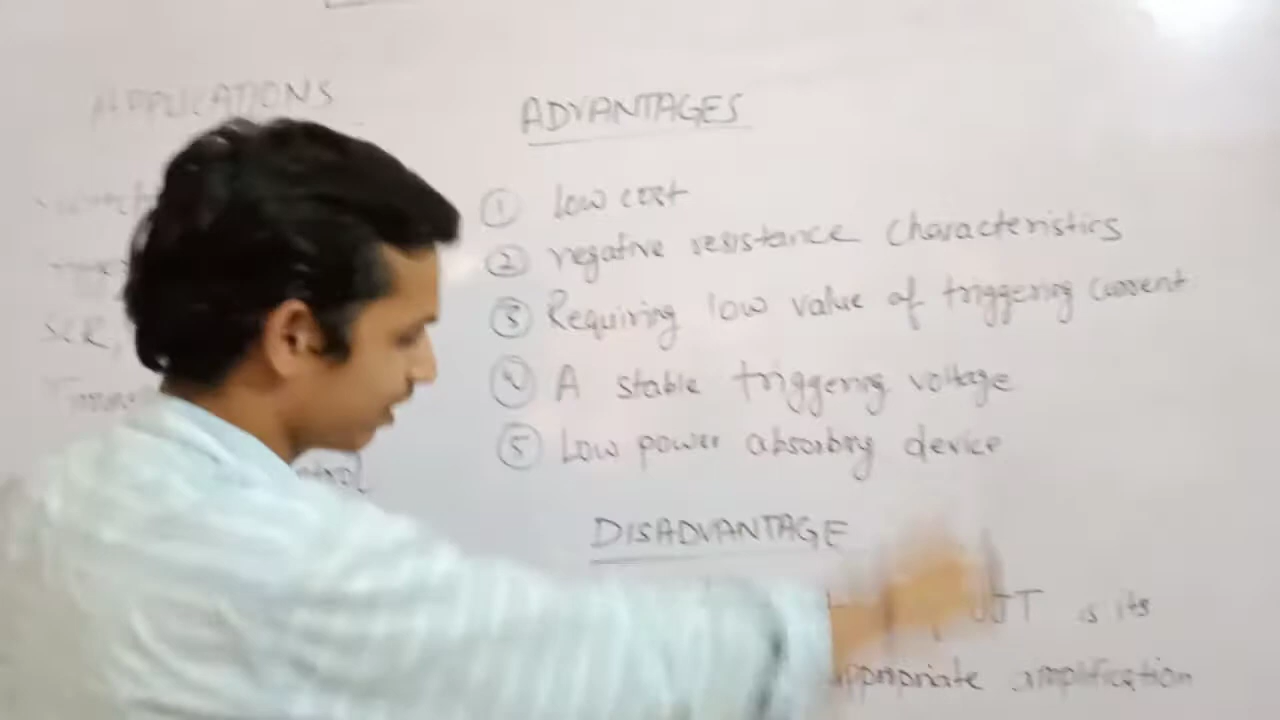 APPLICATIONS
SCR,
ADVANTAGES
① low cost
② negative resistance characteristics
③ Requiring low value of triggering current
④ A stable triggering voltage
⑤ Low power absorbing device
DISADVANTAGE
is its
appropriate amplification